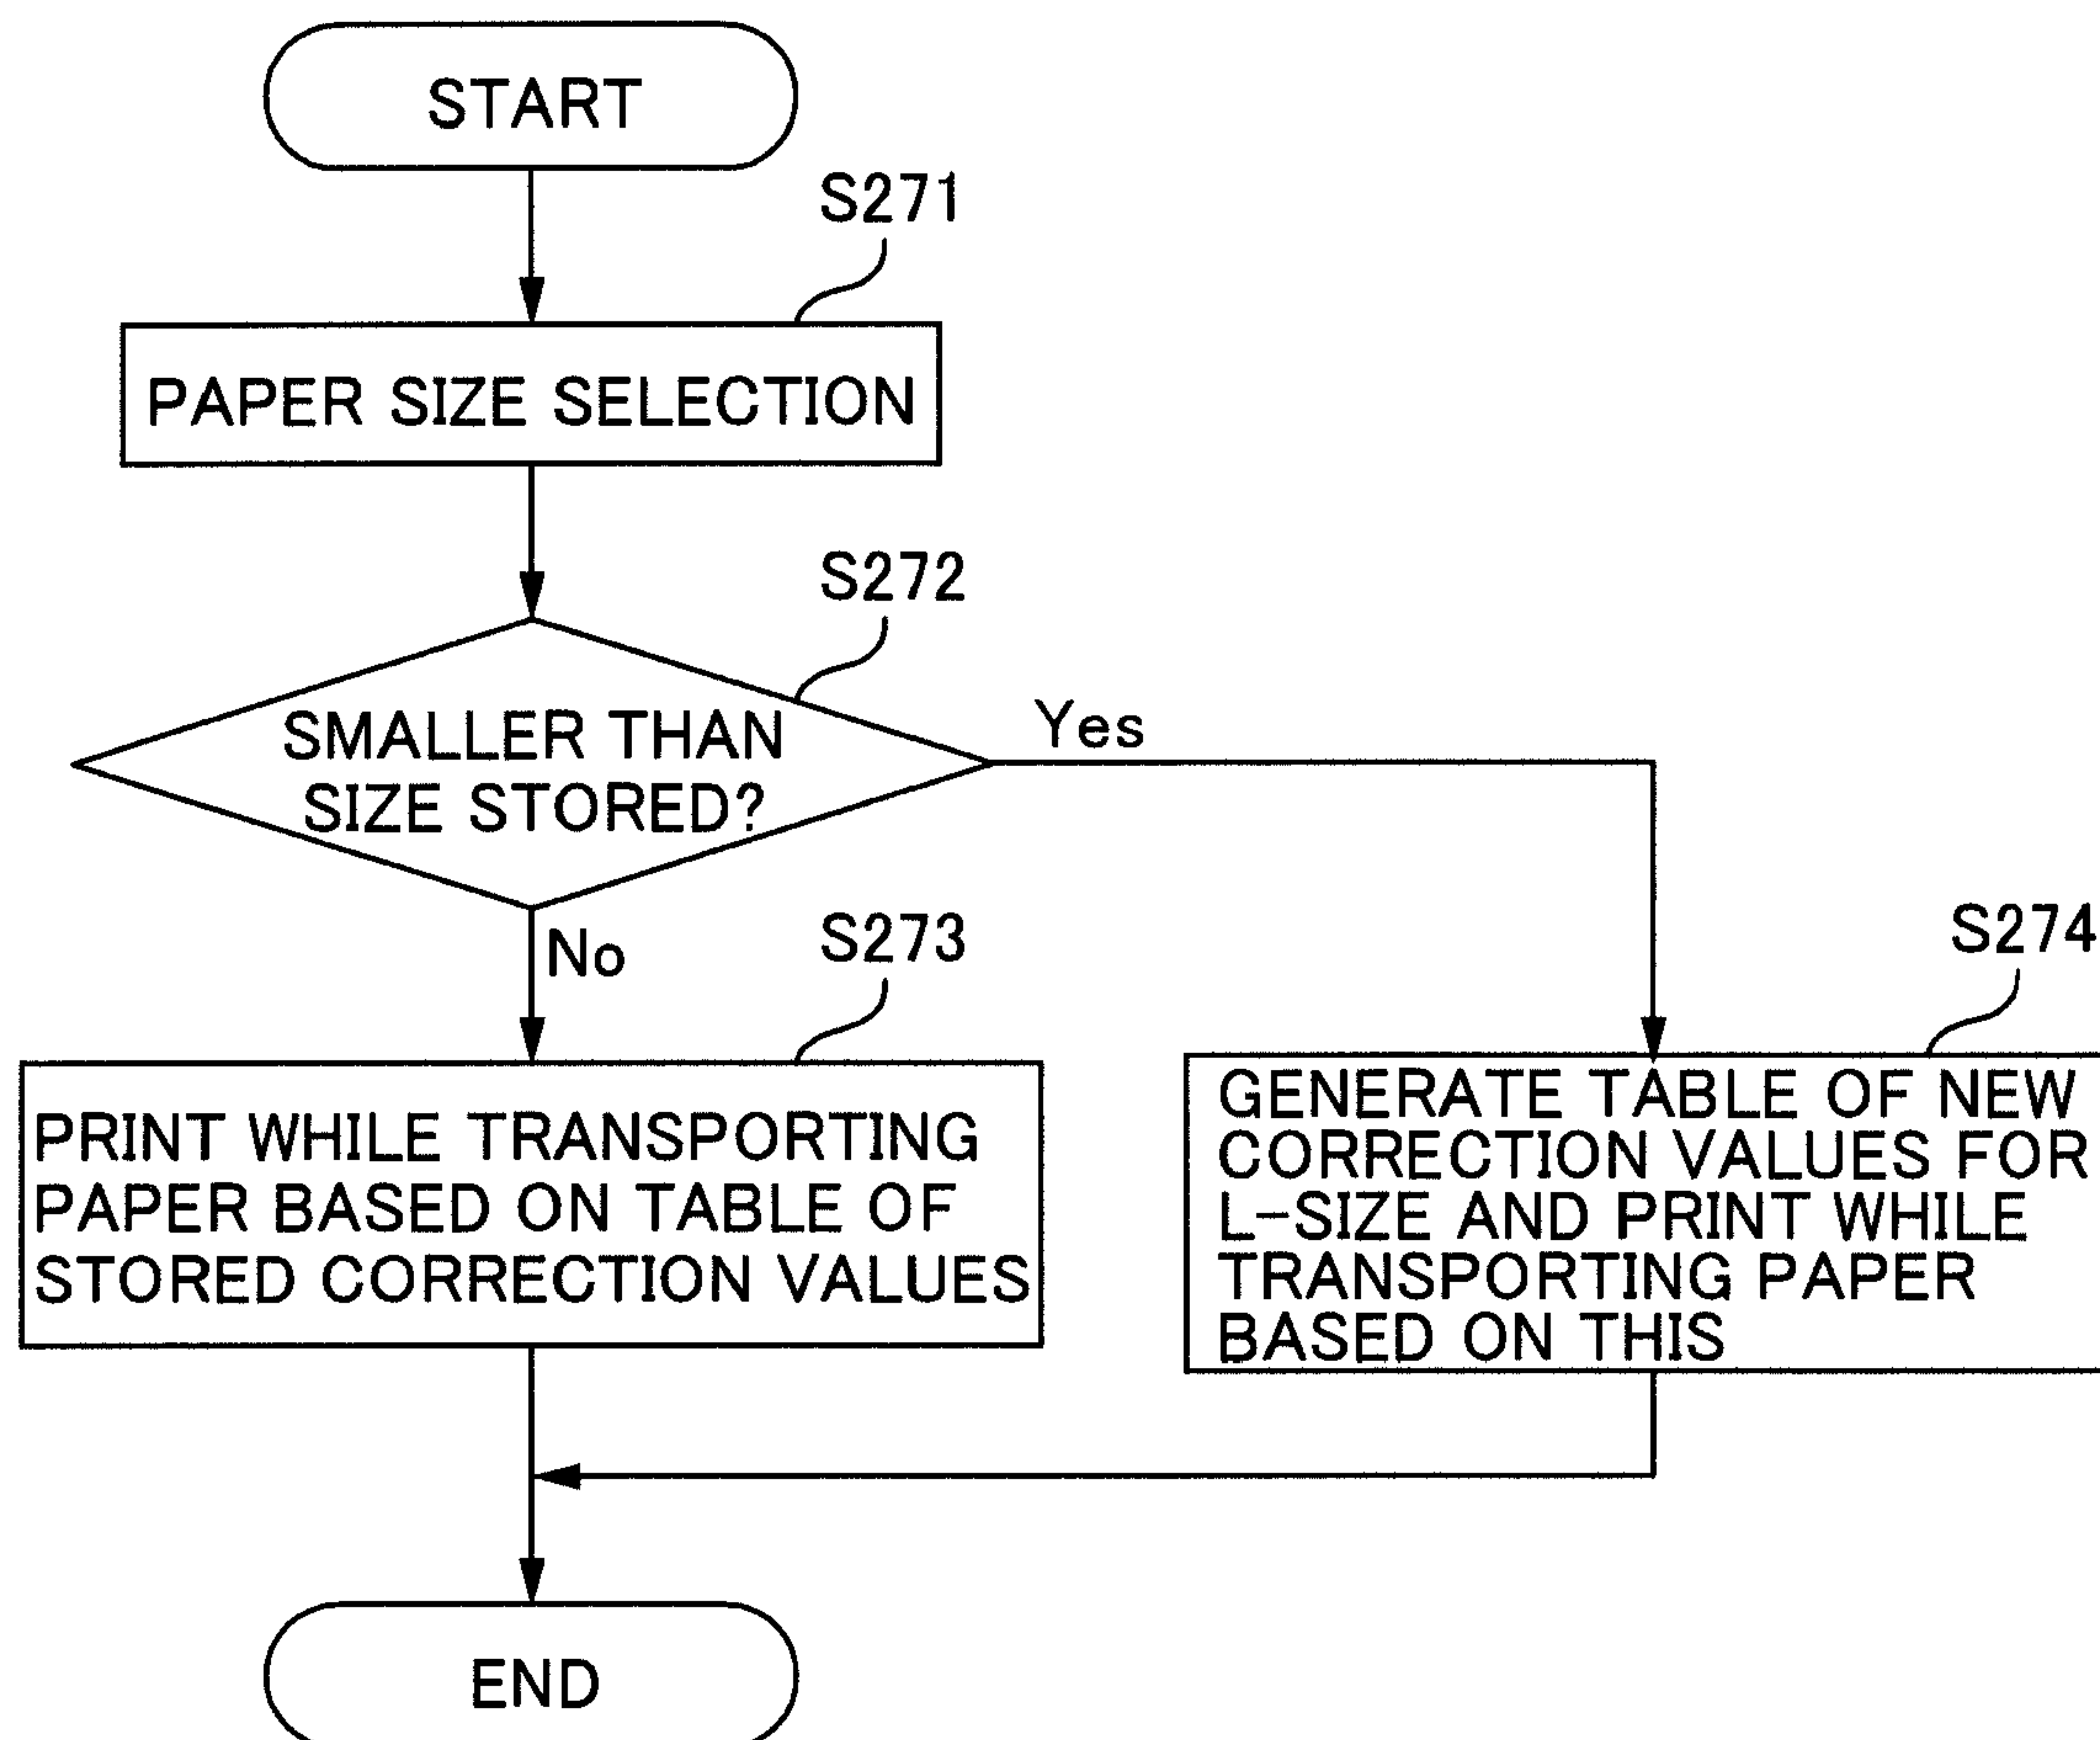 START
S271
PAPER SIZE SELECTION
S272
SMALLER THAN
SIZE STORED?
Yes
No
S273
PRINT WHILE TRANSPORTING
PAPER BASED ON TABLE OF
STORED CORRECTION VALUES
S274
GENERATE TABLE OF NEW
CORRECTION VALUES FOR
L-SIZE AND PRINT WHILE
TRANSPORTING PAPER
BASED ON THIS
END